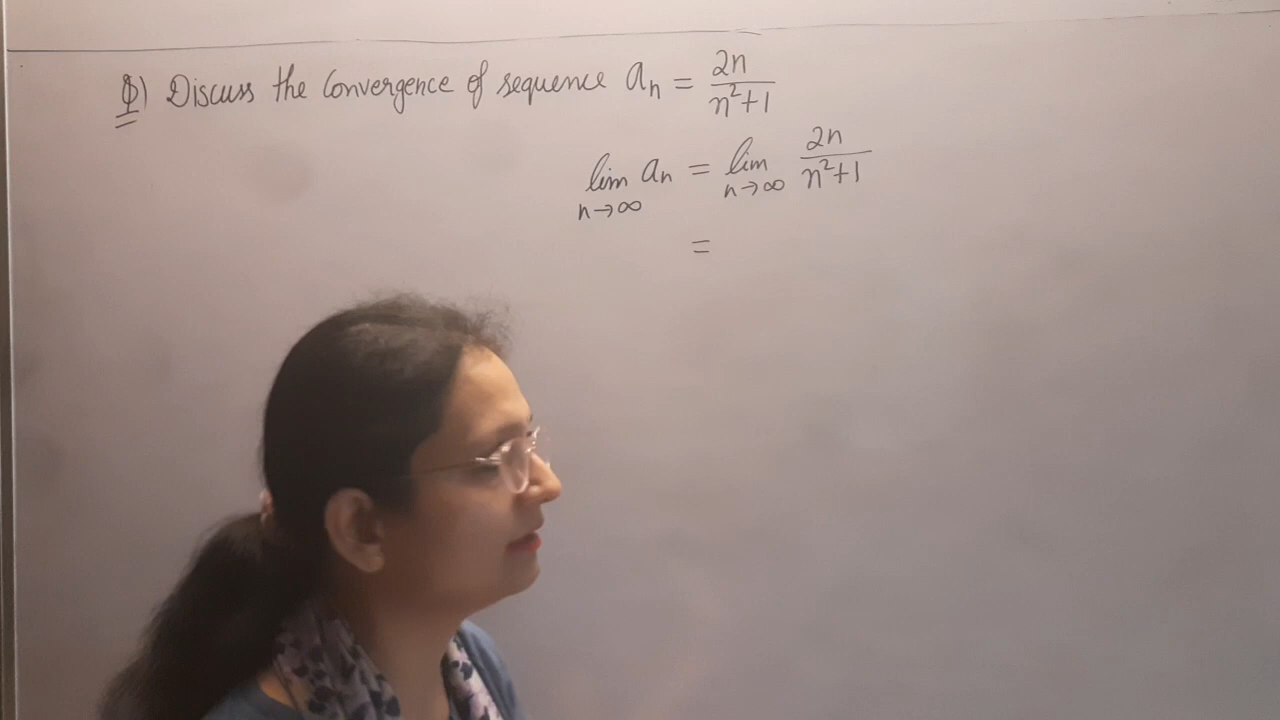 Q) Discuss the Convergence of sequence aₙ = 2n/(n²+1)
lim n→∞ aₙ = lim n→∞ 2n/(n²+1)
=